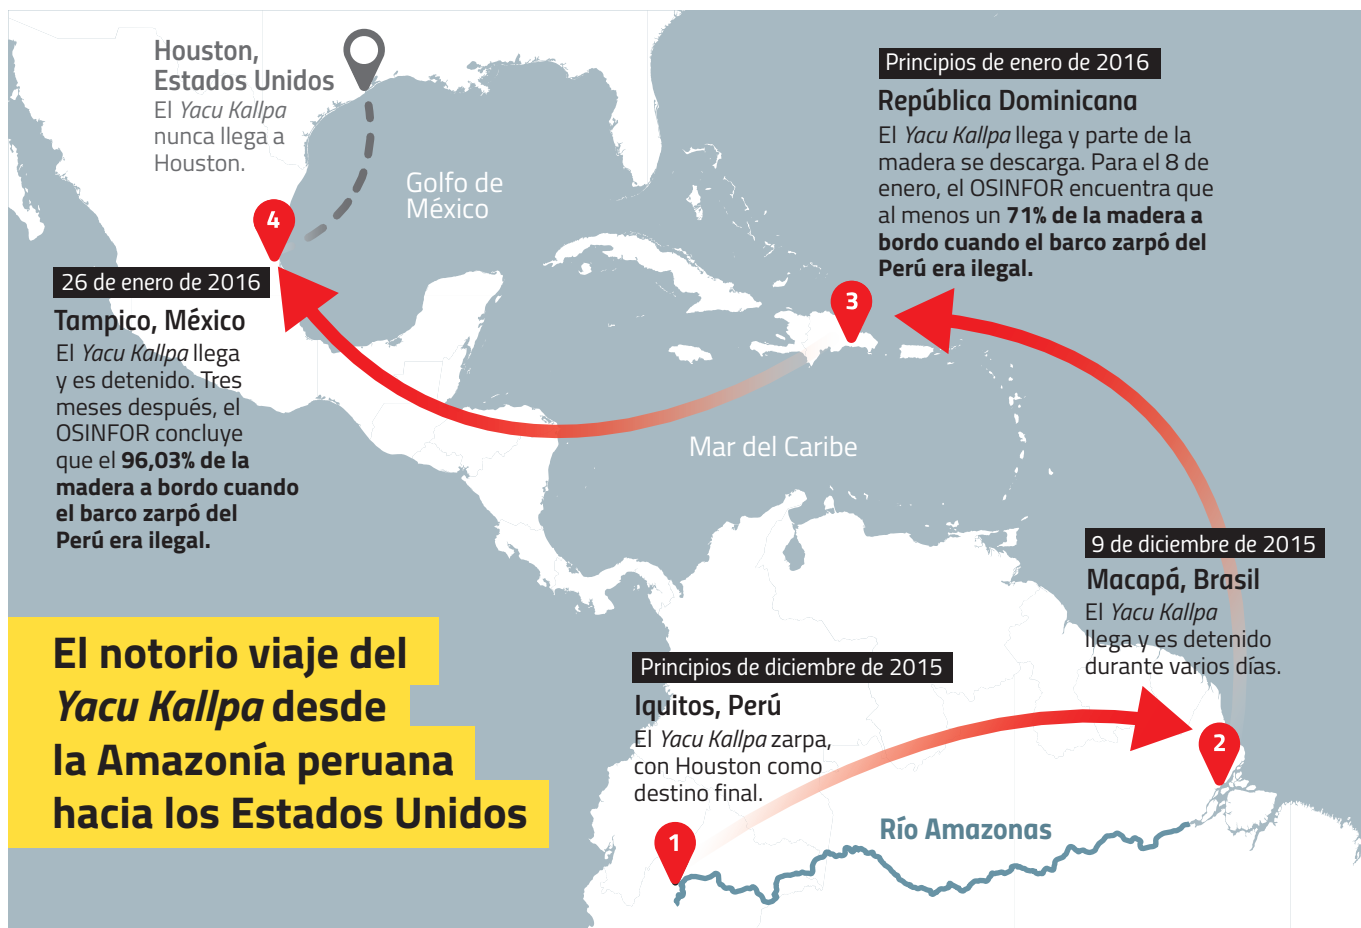 El notorio viaje del
Yacu Kallpa desde
la Amazonía peruana
hacia los Estados Unidos
Principios de diciembre de 2015
Iquitos, Perú
El Yacu Kallpa zarpa,
con Houston como
destino final.
1
9 de diciembre de 2015
Macapá, Brasil
El Yacu Kallpa
llega y es detenido
durante varios días.
2
Río Amazonas
Principios de enero de 2016
República Dominicana
El Yacu Kallpa llega y parte de la
madera se descarga. Para el 8 de
enero, el OSINFOR encuentra que
al menos un 71% de la madera a
bordo cuando el barco zarpó del
Perú era ilegal.
3
Mar del Caribe
26 de enero de 2016
Tampico, México
El Yacu Kallpa llega
y es detenido. Tres
meses después, el
OSINFOR concluye
que el 96,03% de la
madera a bordo cuando
el barco zarpó del
Perú era ilegal.
4
Golfo de
México
Houston,
Estados Unidos
El Yacu Kallpa
nunca llega a
Houston.